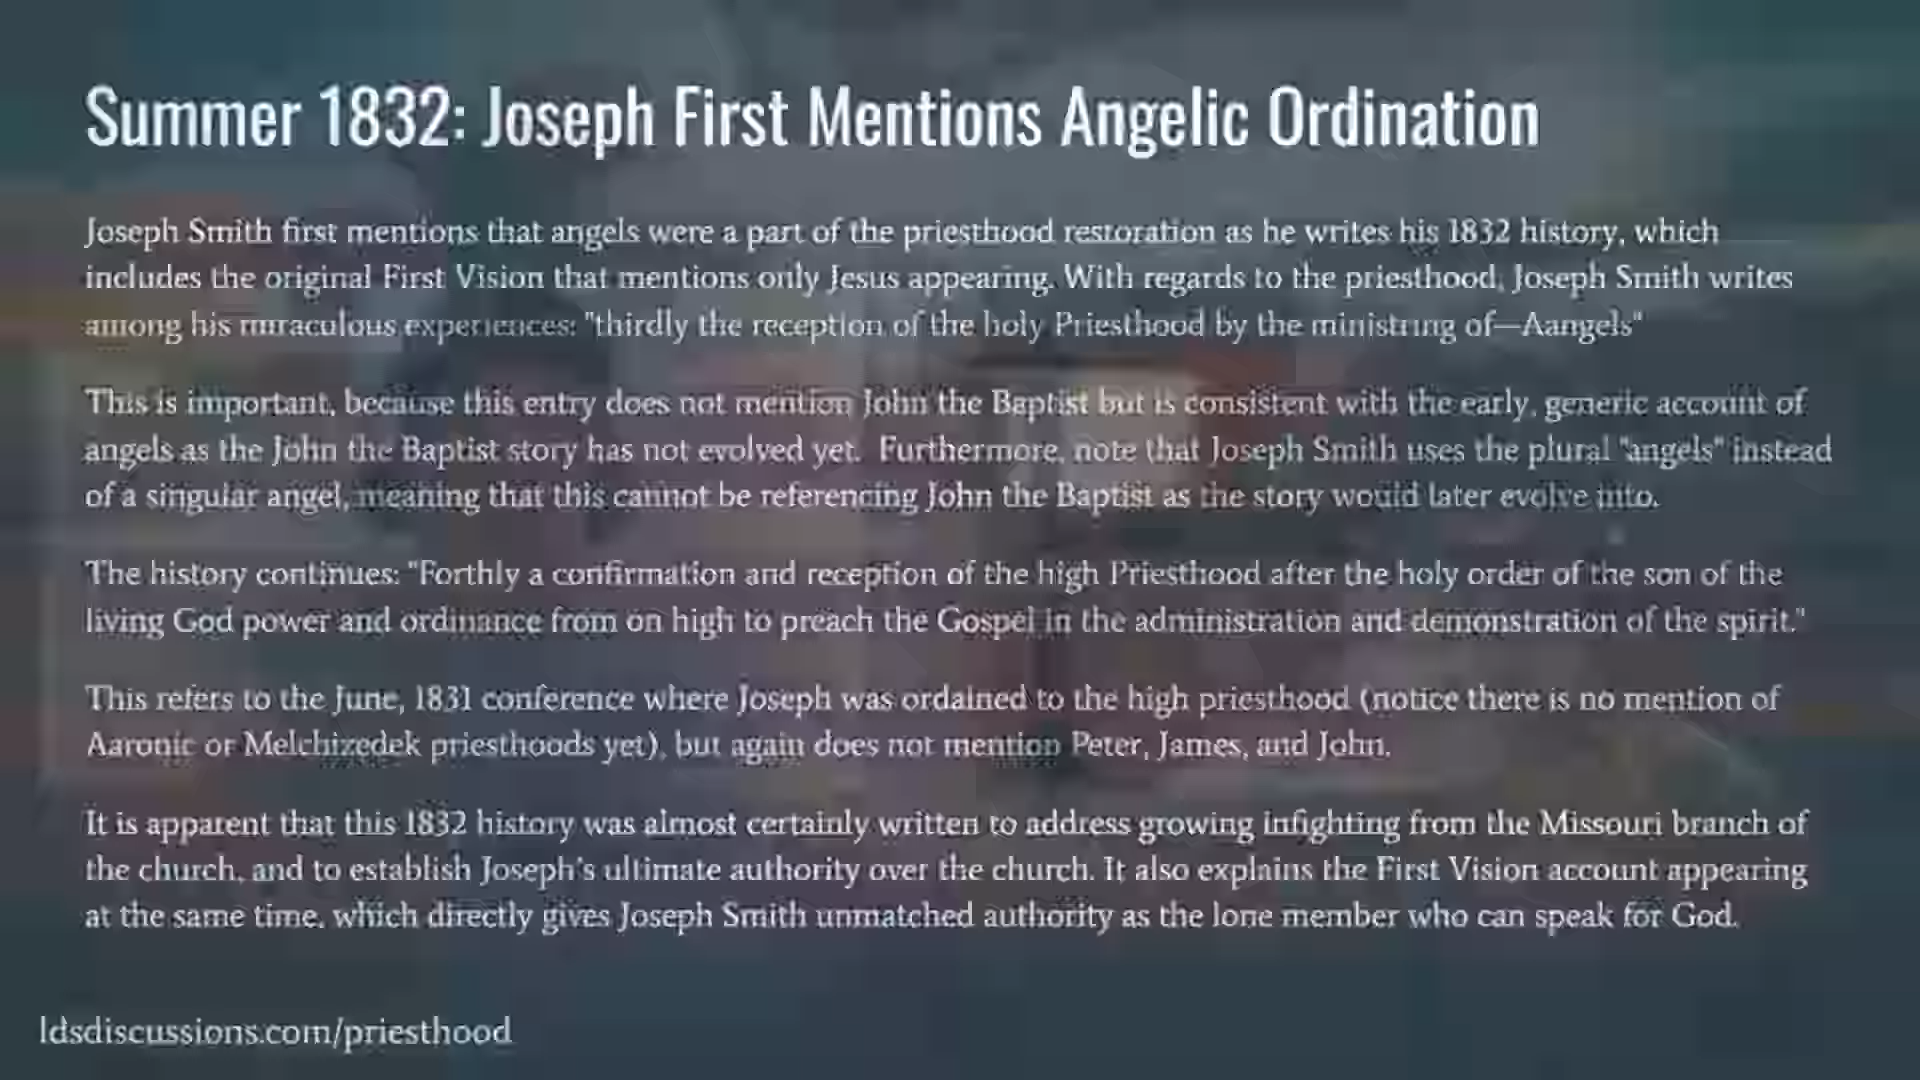 Summer 1832: Joseph First Mentions Angelic Ordination
Joseph Smith first mentions that angels were a part of the priesthood restoration as he writes his 1832 history, which
includes the original First Vision that mentions only Jesus appearing. With regards to the priesthood, Joseph Smith writes
among his miraculous experiences: "thirdly the reception of the holy Priesthood by the ministring of—Aangels"
This is important, because this entry does not mention John the Baptist but is consistent with the early, generic account of
angels as the John the Baptist story has not evolved yet. Furthermore, note that Joseph Smith uses the plural "angels" instead
of a singular angel, meaning that this cannot be referencing John the Baptist as the story would later evolve into.
The history continues: "Forthly a confirmation and reception of the high Priesthood after the holy order of the son of the
living God power and ordinance from on high to preach the Gospel in the administration and demonstration of the spirit."
This refers to the June, 1831 conference where Joseph was ordained to the high priesthood (notice there is no mention of
Aaronic or Melchizedek priesthoods yet), but again does not mention Peter, James, and John.
It is apparent that this 1832 history was almost certainly written to address growing infighting from the Missouri branch of
the church, and to establish Joseph's ultimate authority over the church. It also explains the First Vision account appearing
at the same time, which directly gives Joseph Smith unmatched authority as the lone member who can speak for God.
ldsdiscussions.com/priesthood